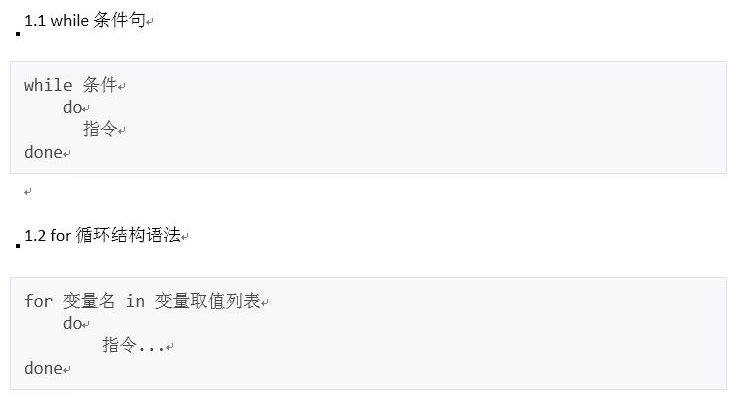 1.1 while 条件句
while 条件
do
指令
done
1.2 for 循环结构语法
for 变量名 in 变量取值列表
do
指令...
done